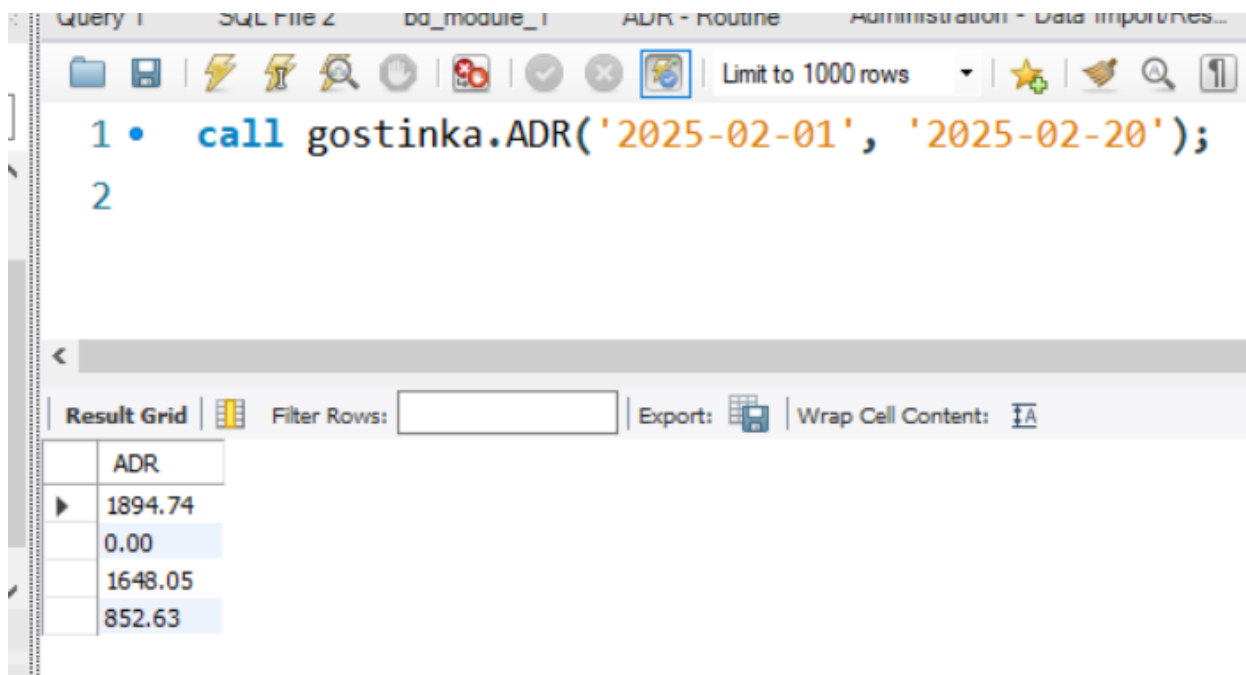 Query 1 SQL File 2 bd_module_1 ADR - Routine Administration - Data Import/Res...
Limit to 1000 rows
1 call gostinka.ADR('2025-02-01', '2025-02-20');
2
Result Grid Filter Rows: Export: Wrap Cell Content:
ADR
1894.74
0.00
1648.05
852.63